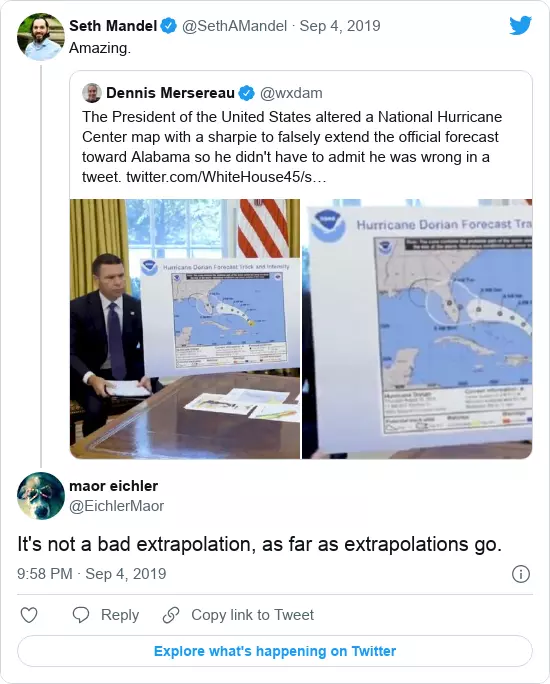 Seth Mandel @SethAMandel · Sep 4, 2019
Amazing.
Dennis Mersereau @wxdam
The President of the United States altered a National Hurricane
Center map with a sharpie to falsely extend the official forecast
toward Alabama so he didn't have to admit he was wrong in a
tweet. twitter.com/WhiteHouse45/s…
Hurricane Dorian Forecast Track and Intensity
Hurricane Dorian Forecast Tra
Hurricane Dorian
maor eichler
@EichlerMaor
It's not a bad extrapolation, as far as extrapolations go.
9:58 PM · Sep 4, 2019
Reply
Copy link to Tweet
Explore what's happening on Twitter